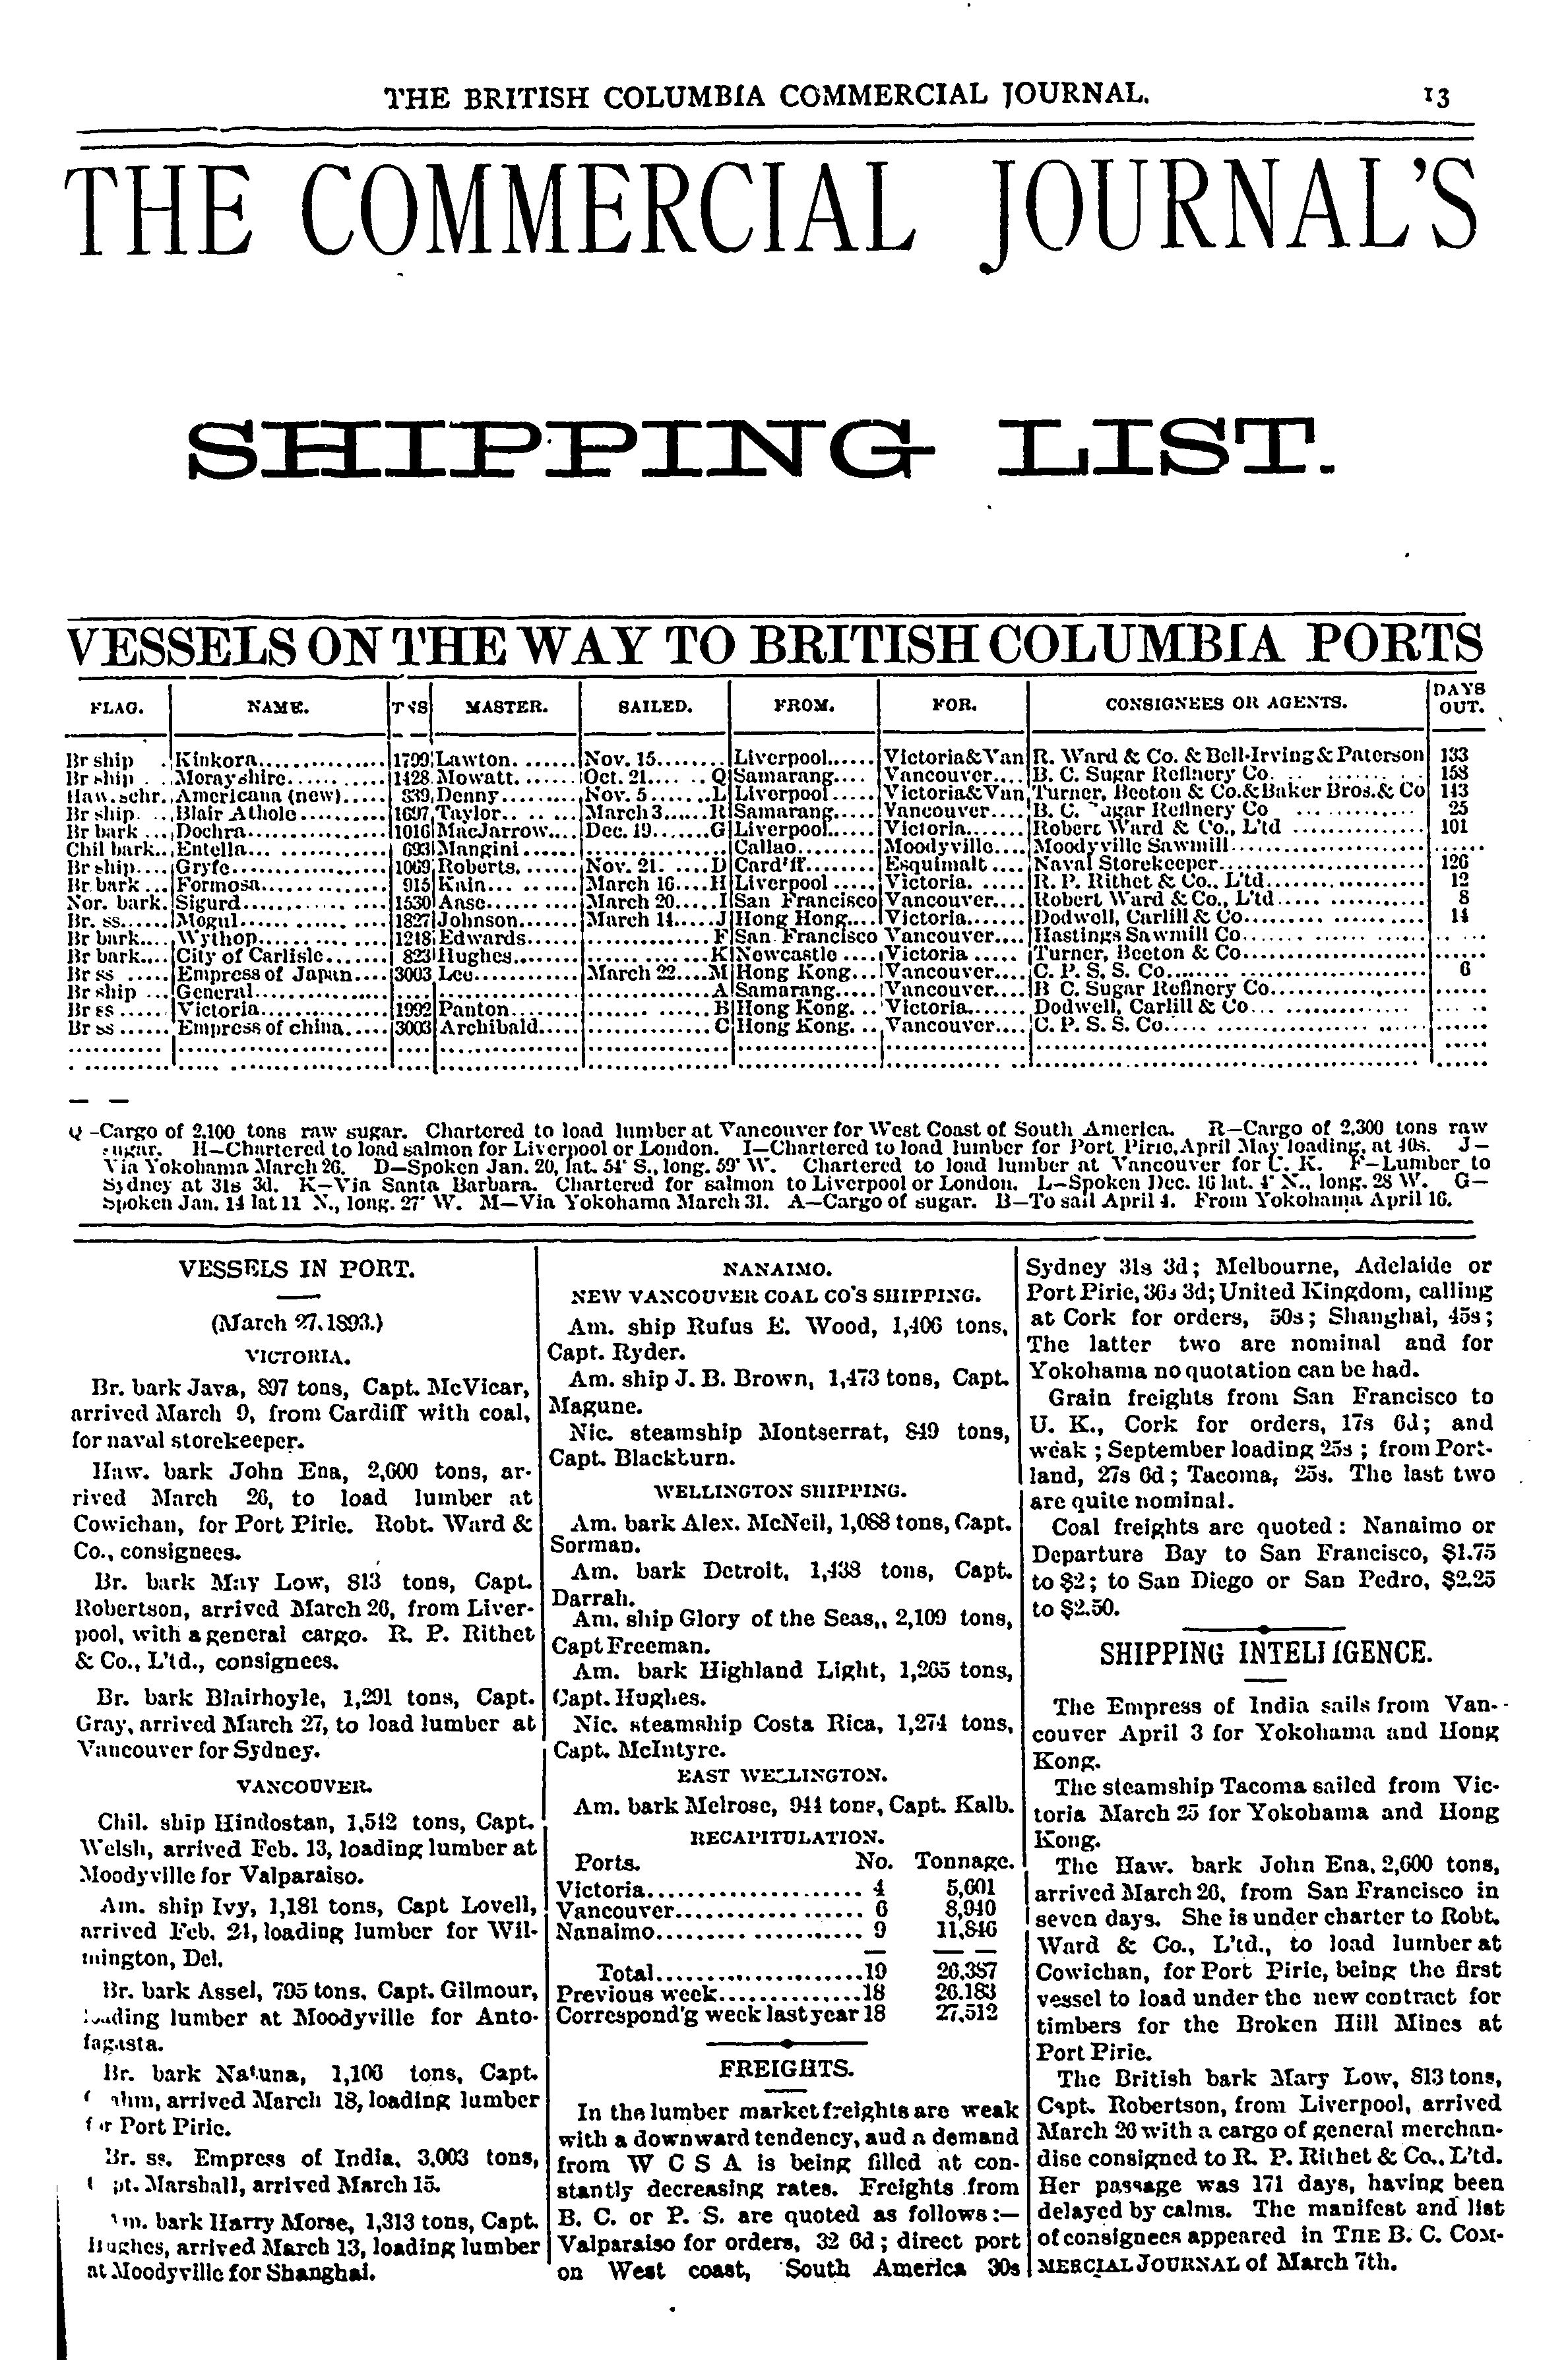 THE BRITISH COLUMBIA COMMERCIAL JOURNAL. 13
THE COMMERCIAL JOURNAL'S
SHIPPING LIST.
VESSELS ON THE WAY TO BRITISH COLUMBIA PORTS
FLAG. NAME. TNS MASTER. SAILED. FROM. FOR. CONSIGNEES OR AGENTS. DAYS OUT.
Br ship Kinkora 1799 Lawton Nov. 15 Liverpool Victoria&Van R. Ward & Co. & Bell-Irving & Paterson 133
Br ship Morayshire 1428 Mowatt Oct. 21 Q Samarang Vancouver B. C. Sugar Refinery Co. 158
Haw. schr. Americana (new) 839 Denny Nov. 5 L Liverpool Victoria&Van Turner, Beeton & Co.&Baker Bros.& Co 143
Br ship Blair Athole 1697 Taylor March 3 R Samarang Vancouver B. C. Sugar Refinery Co 25
Br bark Dochra 1016 MacJarrow Dec. 19 G Liverpool Victoria Robert Ward & Co., L'td 101
Chil bark Entella 693 Mangini Callao Moodyville Moodyville Sawmill
Br ship Gryfe 1069 Roberts Nov. 21 D Card'ff Esquimalt Naval Storekeeper 126
Br bark Formosa 915 Kain March 16 H Liverpool Victoria R. P. Rithet & Co., L'td 12
Nor. bark Sigurd 1530 Aase March 20 I San Francisco Vancouver Robert Ward & Co., L'td 8
Br. ss Mogul 1827 Johnson March 14 J Hong Hong Victoria Dodwell, Carlill & Co 14
Br bark Wythop 1248 Edwards F San Francisco Vancouver Hastings Sawmill Co
Br bark City of Carlisle 823 Hughes K Newcastle Victoria Turner, Beeton & Co
Br ss Empress of Japan 3003 Lee March 22 M Hong Kong Vancouver C. P. S. S. Co 6
Br ship General A Samarang Vancouver B C. Sugar Refinery Co
Br ss Victoria 1992 Panton B Hong Kong Victoria Dodwell, Carlill & Co
Br ss Empress of china 3003 Archibald C Hong Kong Vancouver C. P. S. S. Co
Q—Cargo of 2,100 tons raw sugar. Chartered to load lumber at Vancouver for West Coast of South America. R—Cargo of 2,300 tons raw
sugar. H—Chartered to load salmon for Liverpool or London. I—Chartered to load lumber for Port Pirie, April May loading, at 40s. J—
Via Yokohama March 26. D—Spoken Jan. 20, lat. 54° S., long. 59° W. Chartered to load lumber at Vancouver for U. K. F—Lumber to
Sydney at 31s 3d. K—Via Santa Barbara. Chartered for salmon to Liverpool or London. L—Spoken Dec. 16 lat. 4° N., long. 28 W. G—
Spoken Jan. 14 lat 11 N., long. 27° W. M—Via Yokohama March 31. A—Cargo of sugar. B—To sail April 4. From Yokohama April 16.
VESSELS IN PORT.
(March 27, 1893.)
VICTORIA.
Br. bark Java, 897 tons, Capt. McVicar,
arrived March 9, from Cardiff with coal,
for naval storekeeper.
Haw. bark John Ena, 2,600 tons, ar-
rived March 26, to load lumber at
Cowichan, for Port Pirie. Robt. Ward &
Co., consignees.
Br. bark May Low, 813 tons, Capt.
Robertson, arrived March 26, from Liver-
pool, with a general cargo. R. P. Rithet
& Co., L'td., consignees.
Br. bark Blairhoyle, 1,291 tons, Capt.
Gray, arrived March 27, to load lumber at
Vancouver for Sydney.
VANCOUVER.
Chil. ship Hindostan, 1,542 tons, Capt.
Welsh, arrived Feb. 13, loading lumber at
Moodyville for Valparaiso.
Am. ship Ivy, 1,181 tons, Capt Lovell,
arrived Feb. 24, loading lumber for Wil-
mington, Del.
Br. bark Assel, 795 tons, Capt. Gilmour,
loading lumber at Moodyville for Anto-
fagasta.
Br. bark Natuna, 1,106 tons, Capt.
arrived March 18, loading lumber
for Port Pirie.
Br. ss. Empress of India, 3,003 tons,
Capt. Marshall, arrived March 15.
Am. bark Harry Morse, 1,313 tons, Capt.
Hughes, arrived March 13, loading lumber
at Moodyville for Shanghai.
NANAIMO.
NEW VANCOUVER COAL CO'S SHIPPING.
Am. ship Rufus E. Wood, 1,406 tons,
Capt. Ryder.
Am. ship J. B. Brown, 1,473 tons, Capt.
Magune.
Nic. steamship Montserrat, 849 tons,
Capt. Blackburn.
WELLINGTON SHIPPING.
Am. bark Alex. McNeil, 1,088 tons, Capt.
Sorman.
Am. bark Detroit, 1,438 tons, Capt.
Darrah.
Am. ship Glory of the Seas,, 2,109 tons,
Capt Freeman.
Am. bark Highland Light, 1,265 tons,
Capt. Hughes.
Nic. steamship Costa Rica, 1,274 tons,
Capt. McIntyre.
EAST WELLINGTON.
Am. bark Melrose, 944 tons, Capt. Kalb.
RECAPITULATION.
Ports. No. Tonnage.
Victoria 4 5,601
Vancouver 6 8,940
Nanaimo 9 11,846
Total 19 26,387
Previous week 18 26,183
Correspond'g week last year 18 27,512
FREIGHTS.
In the lumber market freights are weak
with a downward tendency, aud a demand
from W C S A is being filled at con-
stantly decreasing rates. Freights from
B. C. or P. S. are quoted as follows:—
Valparaiso for orders, 32 6d; direct port
on West coast, South America 30s
Sydney 31s 3d; Melbourne, Adelaide or
Port Pirie, 36s 3d; United Kingdom, calling
at Cork for orders, 50s; Shanghai, 45s;
The latter two are nominal and for
Yokohama no quotation can be had.
Grain freights from San Francisco to
U. K., Cork for orders, 17s 6d; and
weak; September loading 25s; from Port-
land, 27s 6d; Tacoma, 25s. The last two
are quite nominal.
Coal freights are quoted: Nanaimo or
Departure Bay to San Francisco, $1.75
to $2; to San Diego or San Pedro, $2.25
to $2.50.
SHIPPING INTELLIGENCE.
The Empress of India sails from Van-
couver April 3 for Yokohama and Hong
Kong.
The steamship Tacoma sailed from Vic-
toria March 25 for Yokohama and Hong
Kong.
The Haw. bark John Ena, 2,600 tons,
arrived March 26, from San Francisco in
seven days. She is under charter to Robt.
Ward & Co., L'td., to load lumber at
Cowichan, for Port Pirie, being the first
vessel to load under the new contract for
timbers for the Broken Hill Mines at
Port Pirie.
The British bark Mary Low, 813 tons,
Capt. Robertson, from Liverpool, arrived
March 26 with a cargo of general merchan-
dise consigned to R. P. Rithet & Co., L'td.
Her passage was 171 days, having been
delayed by calms. The manifest and list
of consignees appeared in THE B. C. COM-
MERCIAL JOURNAL of March 7th.